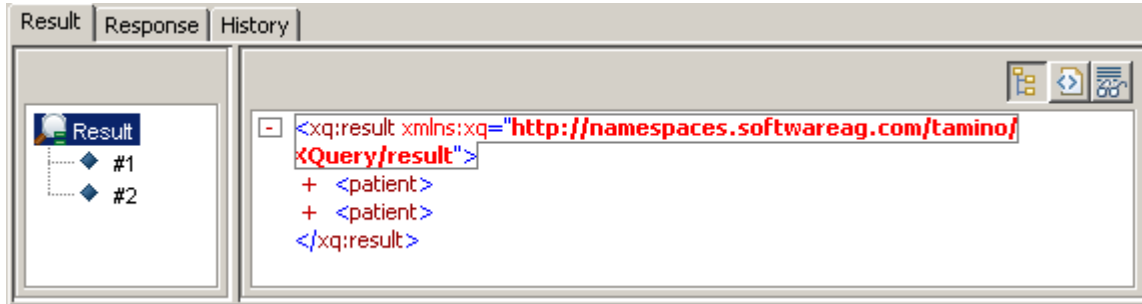 Result Response History
Result
#1
#2
- <xq:result xmlns:xq="http://namespaces.softwareag.com/tamino/
XQuery/result">
+ <patient>
+ <patient>
</xq:result>